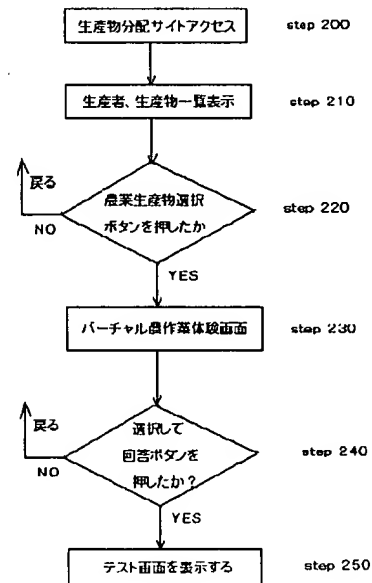 生産物分配サイトアクセス
step 200
生産者、生産物一覧表示
step 210
農業生産物選択
ボタンを押したか
step 220
戻る
NO
YES
バーチャル農作業体験画面
step 230
選択して
回答ボタンを
押したか?
step 240
戻る
NO
YES
テスト画面を表示する
step 250